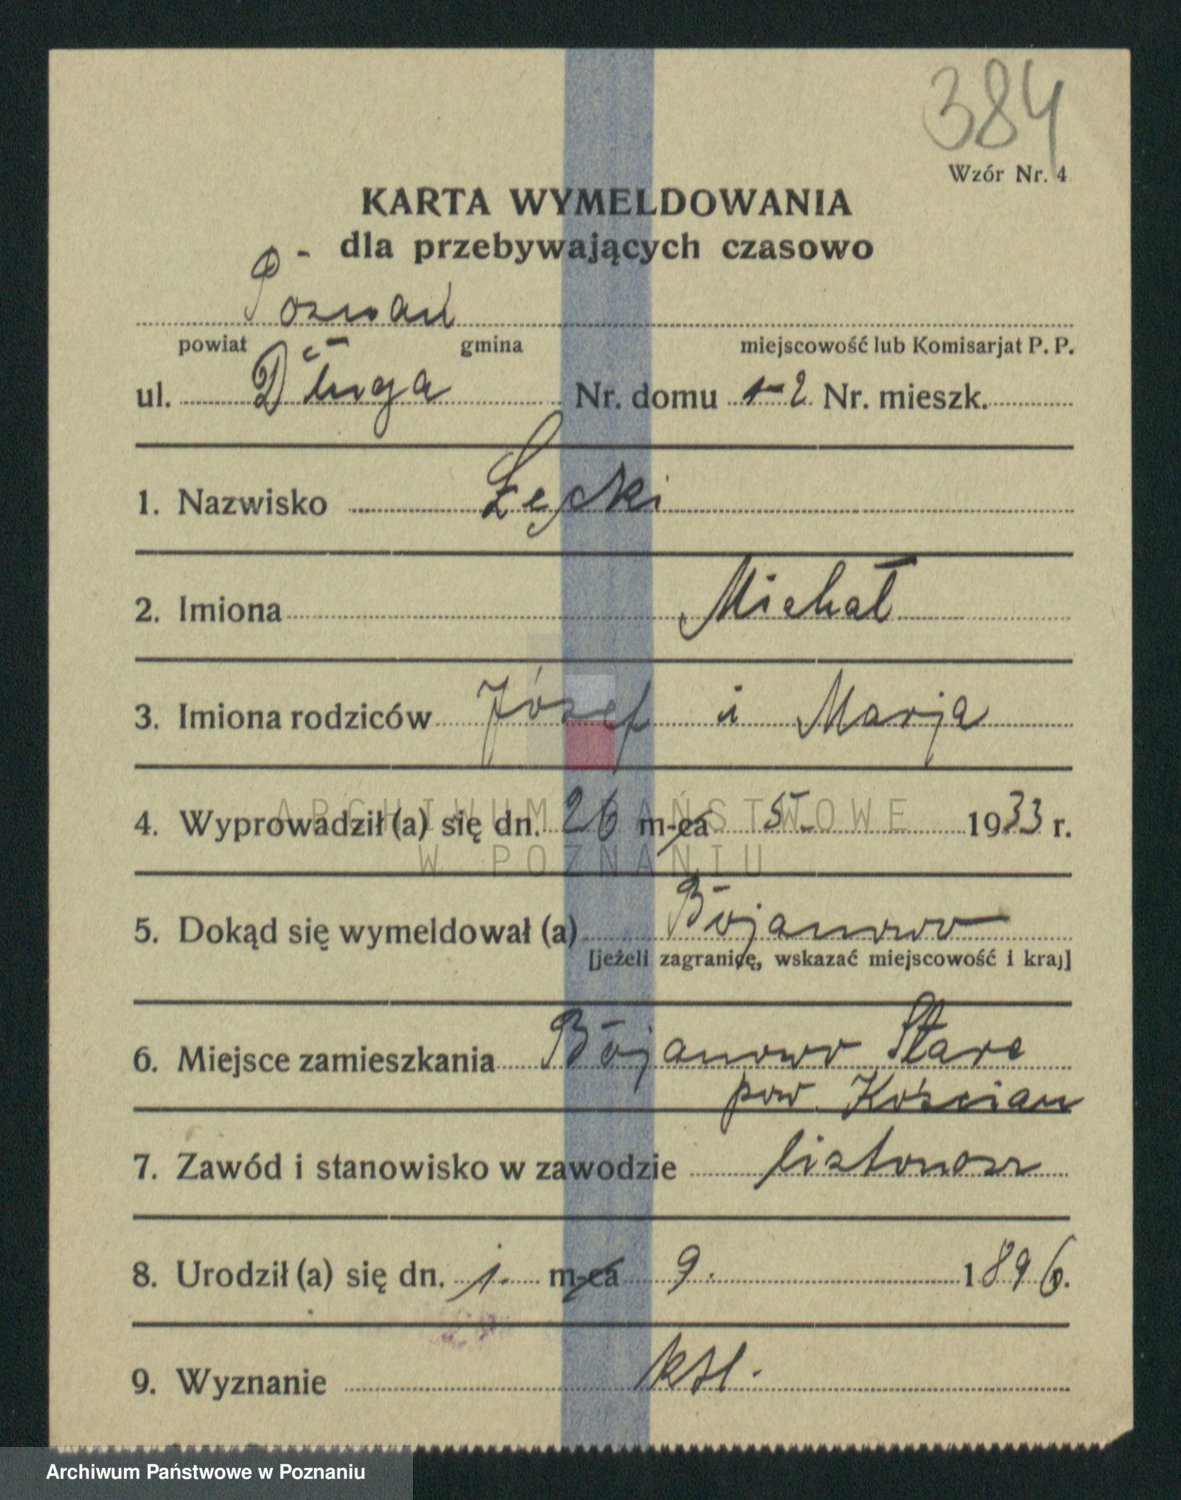 384
Wzór Nr. 4
KARTA WYMELDOWANIA
dla przebywających czasowo
Poznań
powiat gmina miejscowość lub Komisarjat P. P.
ul. Długa Nr. domu 1-2 Nr. mieszk.
1. Nazwisko Łęcki
2. Imiona Michał
3. Imiona rodziców Józef i Marja
ARCHIWUM PAŃSTWOWE
4. Wyprowadził (a) się dn. 26 m-ca 5- 1933 r.
W POZNANIU
5. Dokąd się wymeldował (a) Bojanowo
[jeżeli zagranicę, wskazać miejscowość i kraj]
6. Miejsce zamieszkania Bojanowo Stare
pow. Kościan
7. Zawód i stanowisko w zawodzie listonosz
8. Urodził (a) się dn. 1. m-ca 9. 1896.
9. Wyznanie ktl.
Archiwum Państwowe w Poznaniu